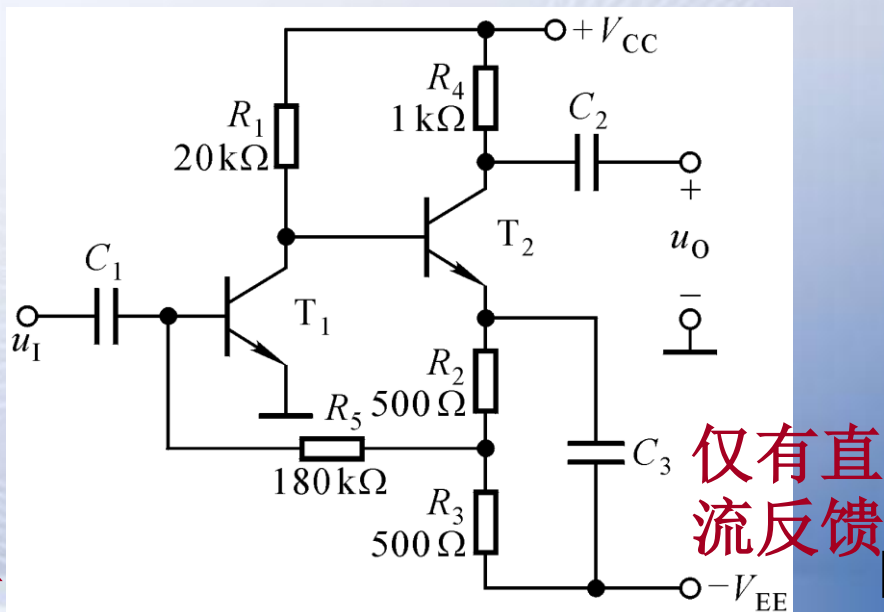 +V_CC
R_4
1kΩ
C_2
R_1
20kΩ
+
T_2
u_O
C_1
−
T_1
u_I
R_2
500Ω
R_5
180kΩ
C_3
仅有直
流反馈
R_3
500Ω
−V_EE